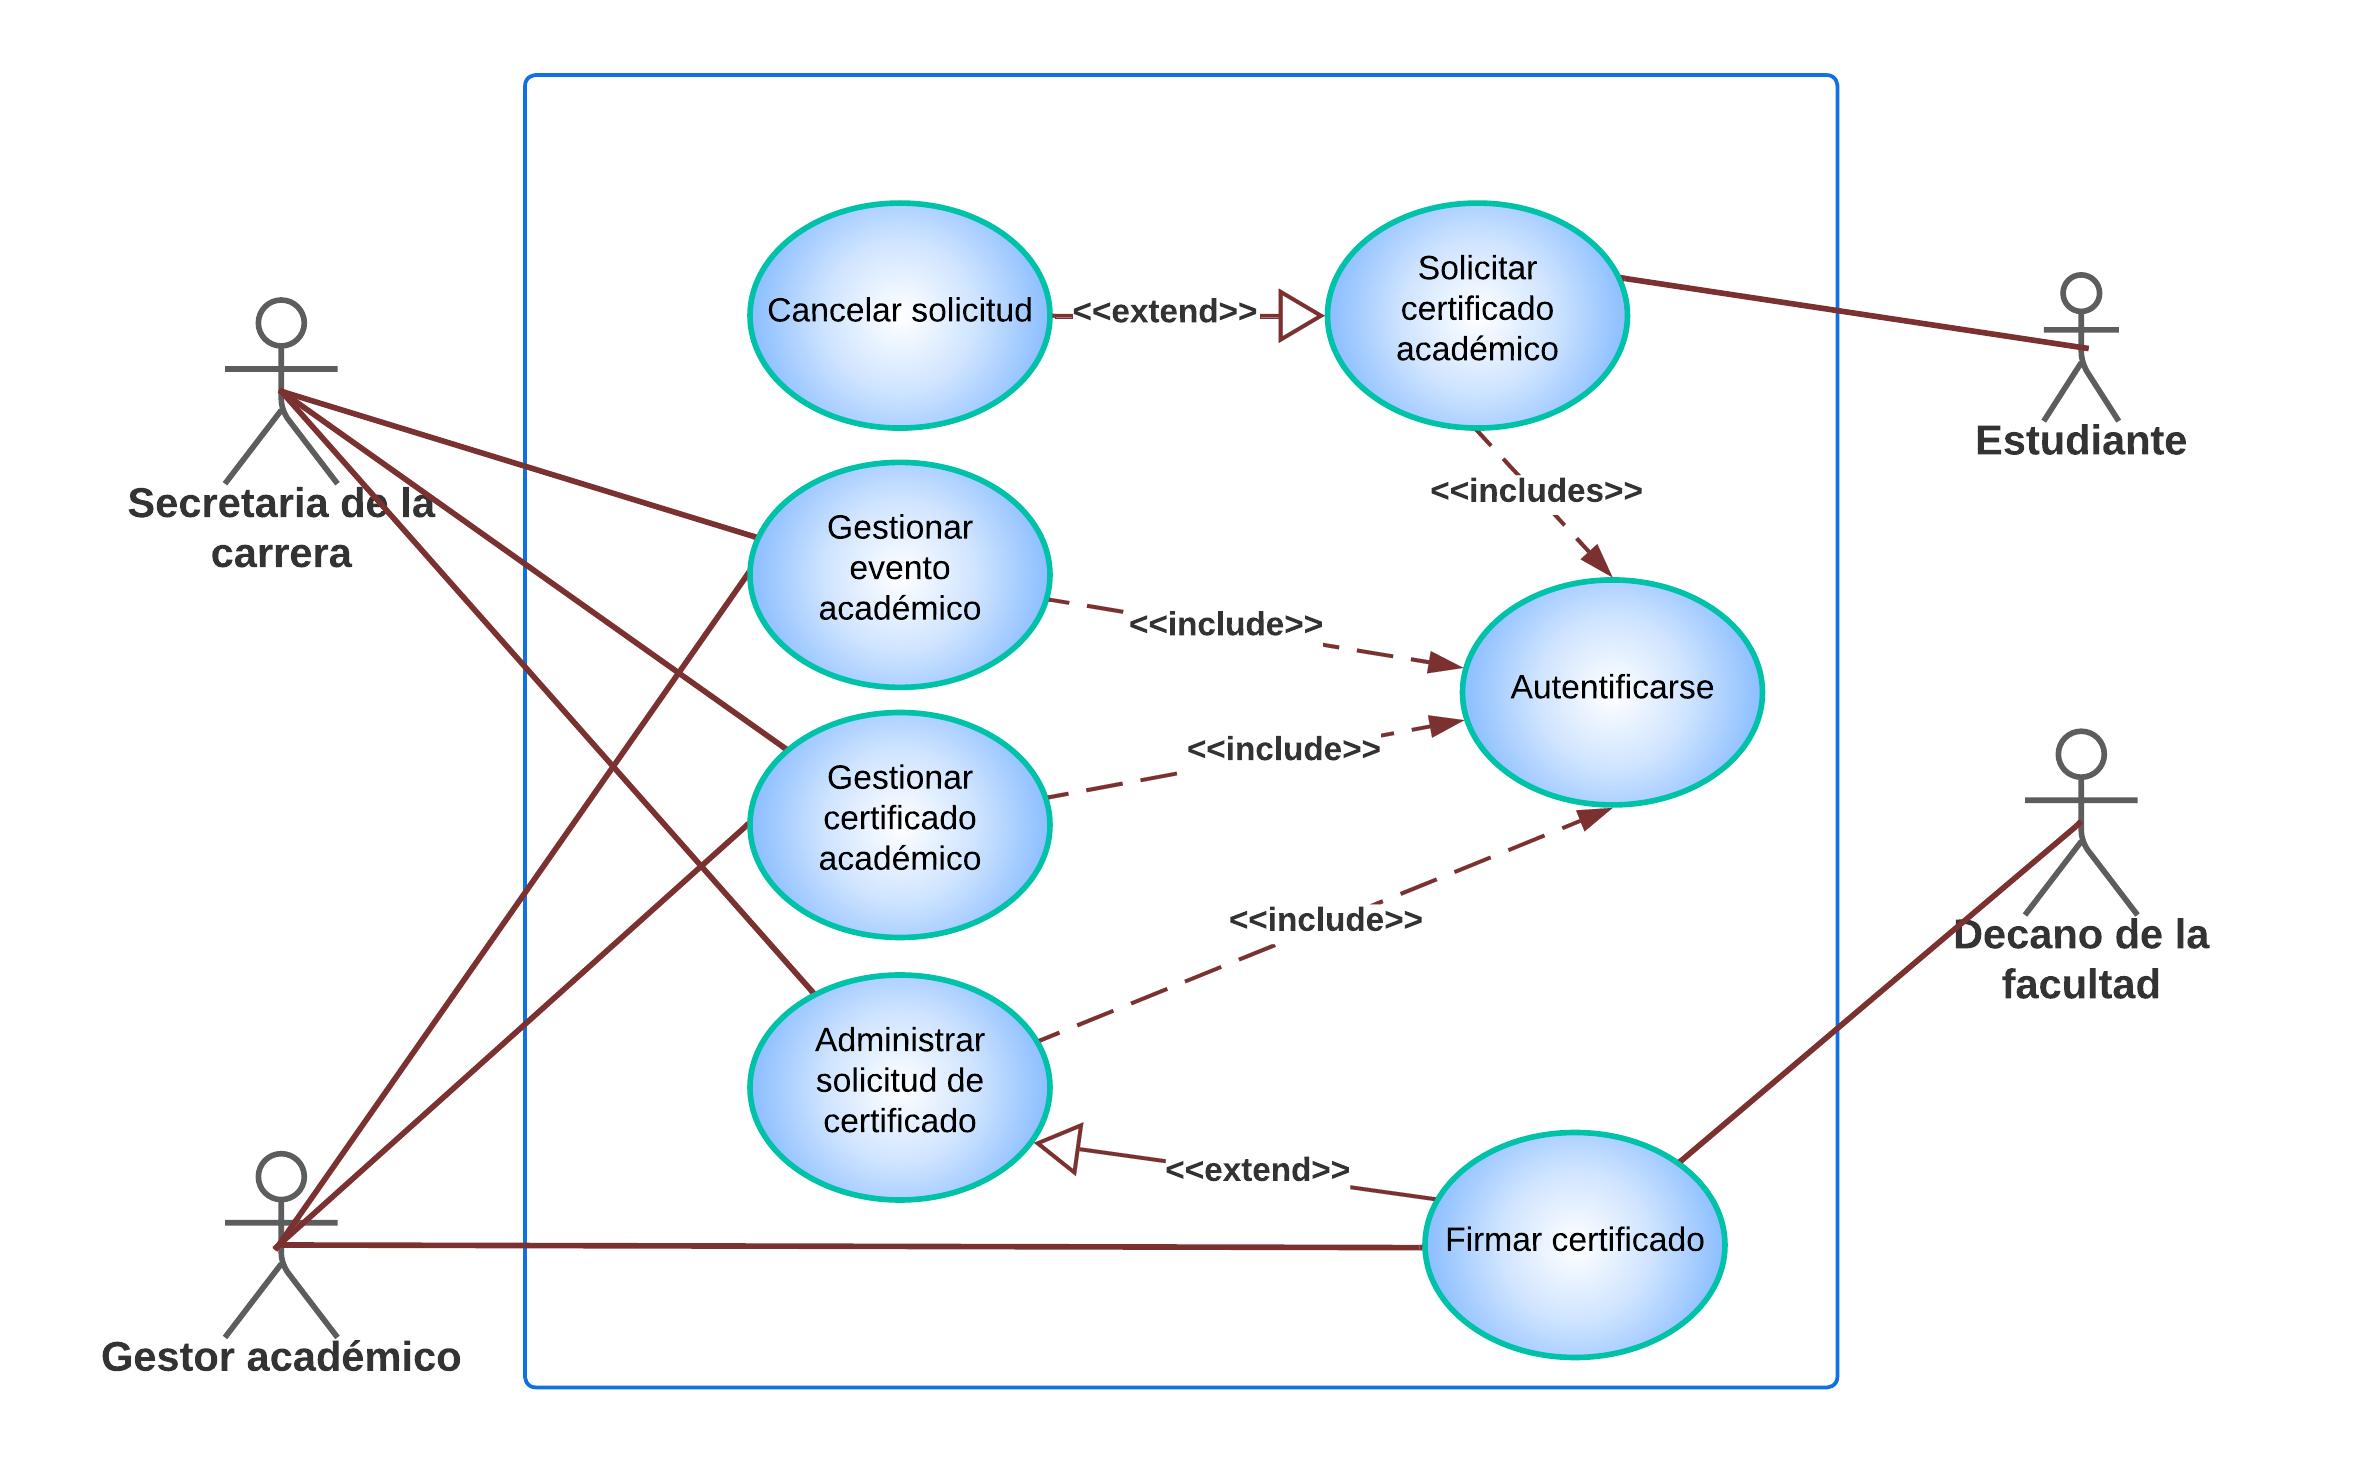 Cancelar solicitud
<<extend>>
Solicitar
certificado
académico
Estudiante
Secretaria de la
carrera
<<includes>>
Gestionar
evento
académico
<<include>>
Autentificarse
Gestionar
certificado
académico
<<include>>
<<include>>
Decano de la
facultad
Administrar
solicitud de
certificado
<<extend>>
Firmar certificado
Gestor académico